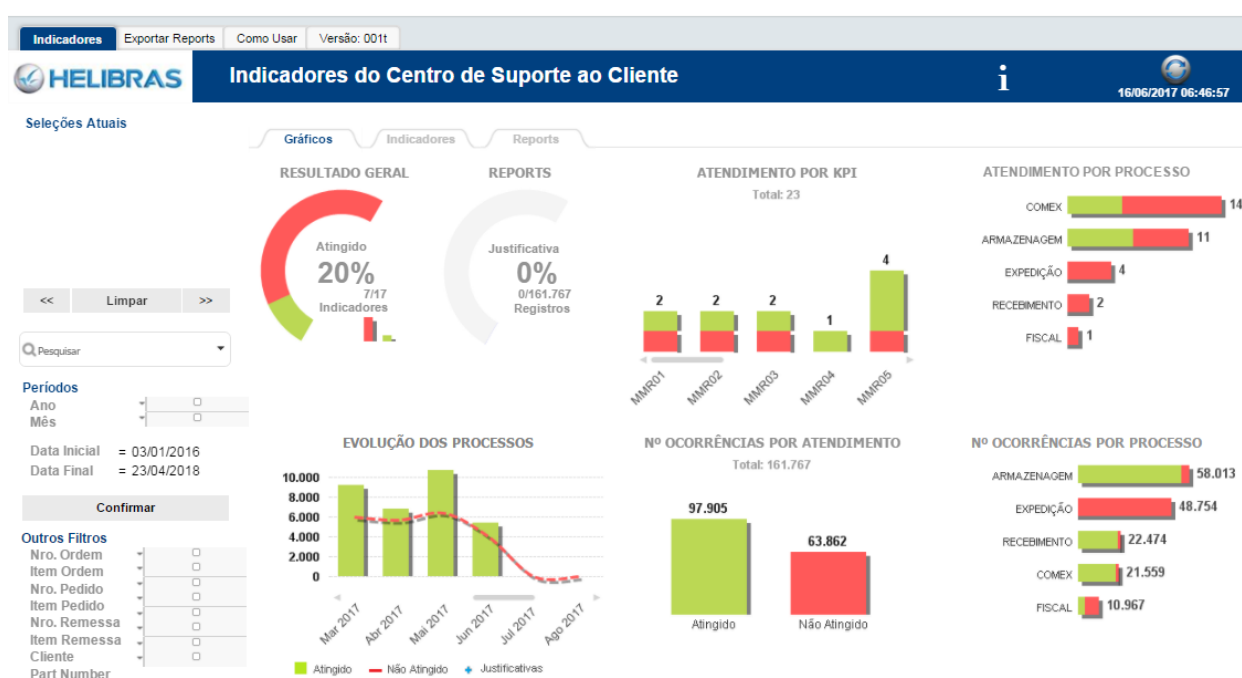 Indicadores
Exportar Reports
Como Usar
Versão: 001t
HELIBRAS
Indicadores do Centro de Suporte ao Cliente
i
16/06/2017 06:46:57
Seleções Atuais
<<
Limpar
>>
Pesquisar
Períodos
Ano
Mês
Data Inicial = 03/01/2016
Data Final = 23/04/2018
Confirmar
Outros Filtros
Nro. Ordem
Item Ordem
Nro. Pedido
Item Pedido
Nro. Remessa
Item Remessa
Cliente
Part Number
Gráficos
Indicadores
Reports
RESULTADO GERAL
Atingido
20%
7/17
Indicadores
REPORTS
Justificativa
0%
0/161.767
Registros
ATENDIMENTO POR KPI
Total: 23
2
2
2
1
4
MMR01
MMR02
MMR03
MMR04
MMR05
ATENDIMENTO POR PROCESSO
COMEX 14
ARMAZENAGEM 11
EXPEDIÇÃO 4
RECEBIMENTO 2
FISCAL 1
EVOLUÇÃO DOS PROCESSOS
10.000
8.000
6.000
4.000
2.000
0
Mar 2017
Abr 2017
Mai 2017
Jun 2017
Jul 2017
Ago 2017
Atingido
Não Atingido
Justificativas
Nº OCORRÊNCIAS POR ATENDIMENTO
Total: 161.767
97.905
63.862
Atingido
Não Atingido
Nº OCORRÊNCIAS POR PROCESSO
ARMAZENAGEM 58.013
EXPEDIÇÃO 48.754
RECEBIMENTO 22.474
COMEX 21.559
FISCAL 10.967